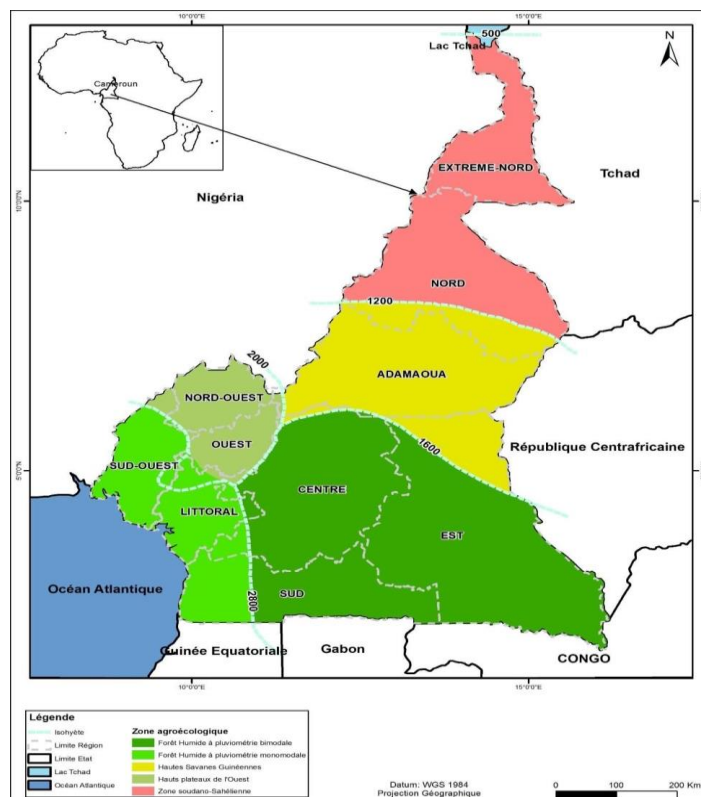 10°0'0"E
15°0'0"E
500
Lac Tchad
N
Cameroun
EXTREME-NORD
Tchad
Nigéria
10°0'0"N
NORD
1200
2000
ADAMAOUA
NORD-OUEST
OUEST
1600
République Centrafricaine
SUD-OUEST
5°0'0"N
CENTRE
LITTORAL
EST
Océan Atlantique
2800
SUD
Guinée Equatoriale
Gabon
CONGO
10°0'0"E
15°0'0"E
Légende
Isohyète
Limite Région
Limite Etat
Lac Tchad
Océan Atlantique
Zone agroécologique
Forêt Humide à pluviométrie bimodale
Forêt Humide à pluviométrie monomodale
Hautes Savanes Guinéennes
Hauts plateaux de l'Ouest
Zone soudano-Sahélienne
Datum: WGS 1984
Projection Géographique
0 100 200 Km